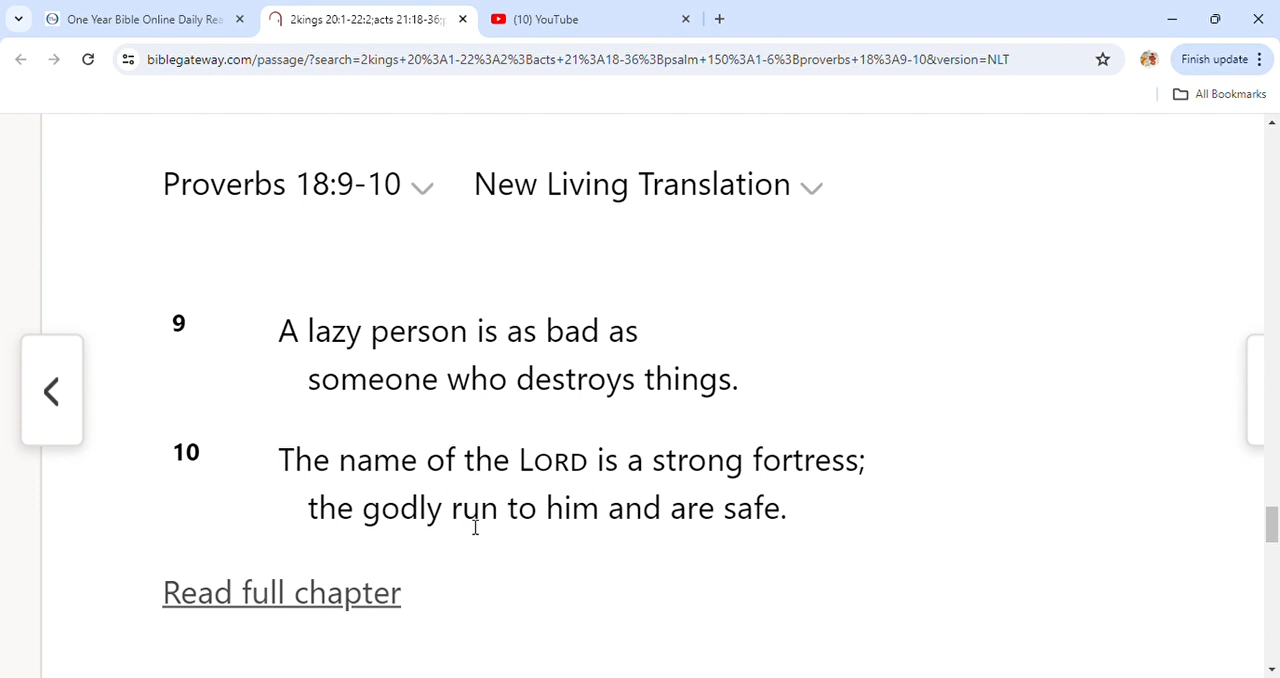 One Year Bible Online Daily Rea
2kings 20:1-22:2;acts 21:18-36;p
(10) YouTube
biblegateway.com/passage/?search=2kings+20%3A1-22%3A2%3Bacts+21%3A18-36%3Bpsalm+150%3A1-6%3Bproverbs+18%3A9-10&version=NLT
Finish update
All Bookmarks
Proverbs 18:9-10 New Living Translation
9 A lazy person is as bad as
someone who destroys things.
10 The name of the LORD is a strong fortress;
the godly run to him and are safe.
Read full chapter